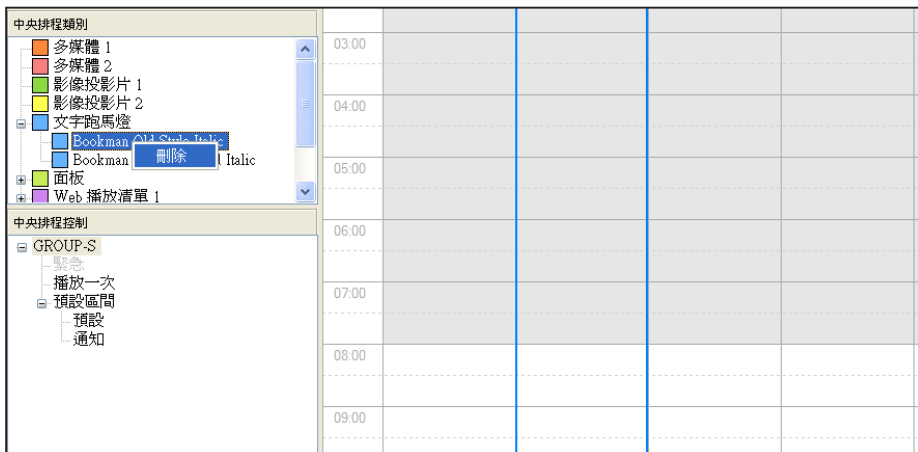 中央排程類別
多媒體 1
多媒體 2
影像投影片 1
影像投影片 2
文字跑馬燈
Bookman Old Style Italic
Bookman l Italic
刪除
面板
Web 播放清單 1
中央排程控制
GROUP-S
緊急
播放一次
預設區間
預設
通知
03:00
04:00
05:00
06:00
07:00
08:00
09:00